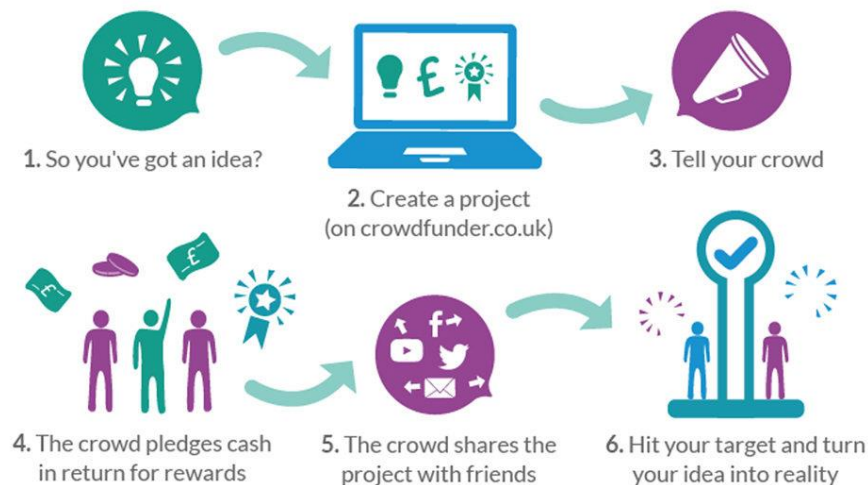 1. So you've got an idea?
2. Create a project
(on crowdfunder.co.uk)
3. Tell your crowd
4. The crowd pledges cash
in return for rewards
5. The crowd shares the
project with friends
6. Hit your target and turn
your idea into reality